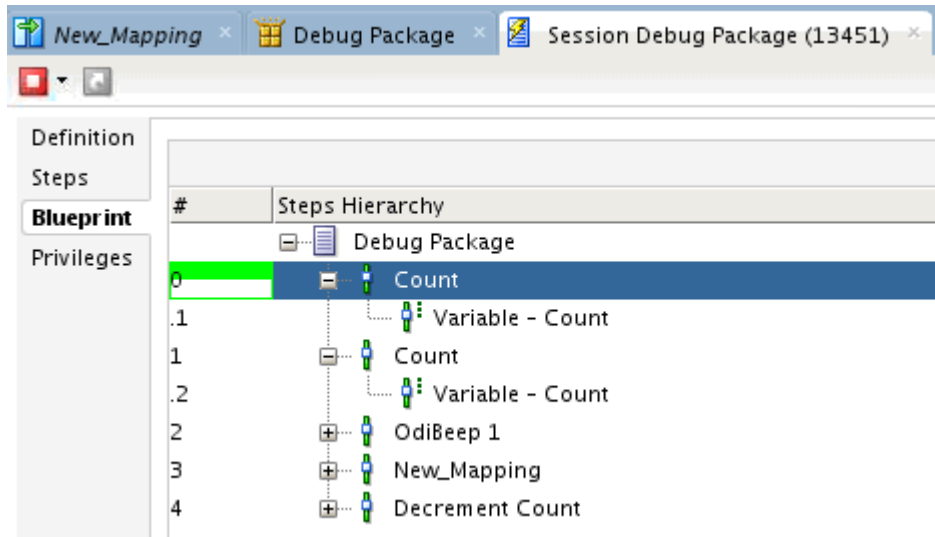 New_Mapping Debug Package Session Debug Package (13451)
Definition
Steps
Blueprint
Privileges
# Steps Hierarchy
Debug Package
0 Count
.1 Variable - Count
1 Count
.2 Variable - Count
2 OdiBeep 1
3 New_Mapping
4 Decrement Count